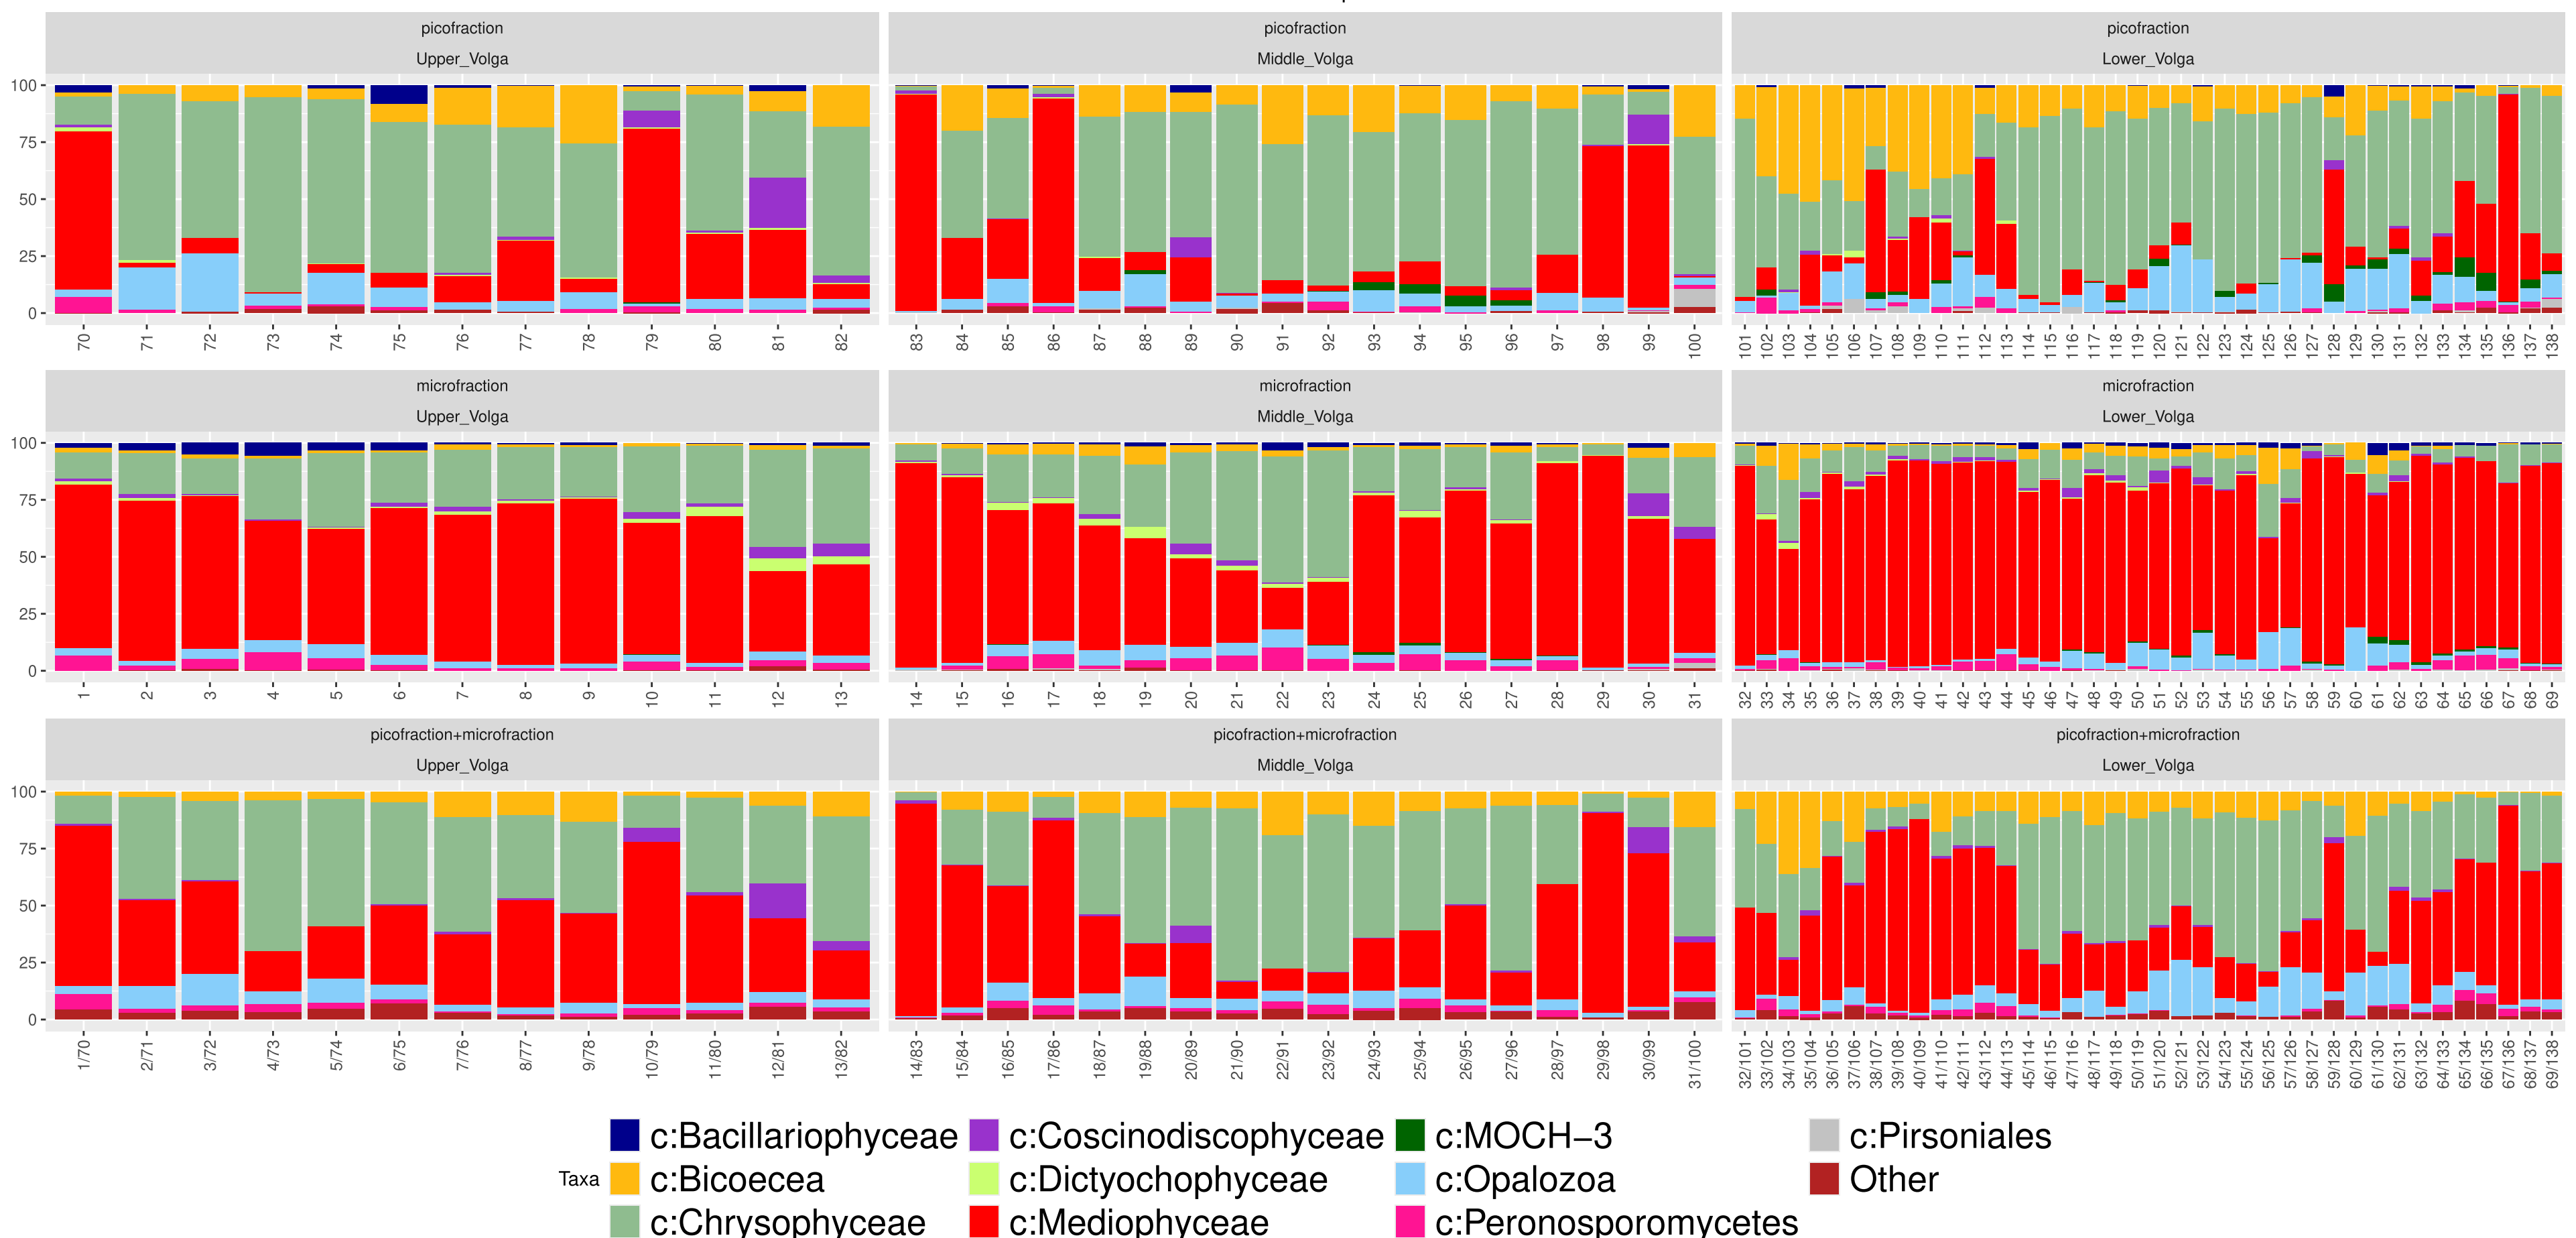 picofraction picofraction picofraction
Upper_Volga Middle_Volga Lower_Volga
100
75
50
25
0
70 71 72 73 74 75 76 77 78 79 80 81 82 83 84 85 86 87 88 89 90 91 92 93 94 95 96 97 98 99 100 101 102 103 104 105 106 107 108 109 110 111 112 113 114 115 116 117 118 119 120 121 122 123 124 125 126 127 128 129 130 131 132 133 134 135 136 137 138
microfraction microfraction microfraction
Upper_Volga Middle_Volga Lower_Volga
100
75
50
25
0
1 2 3 4 5 6 7 8 9 10 11 12 13 14 15 16 17 18 19 20 21 22 23 24 25 26 27 28 29 30 31 32 33 34 35 36 37 38 39 40 41 42 43 44 45 46 47 48 49 50 51 52 53 54 55 56 57 58 59 60 61 62 63 64 65 66 67 68 69
picofraction+microfraction picofraction+microfraction picofraction+microfraction
Upper_Volga Middle_Volga Lower_Volga
100
75
50
25
0
1/70 2/71 3/72 4/73 5/74 6/75 7/76 8/77 9/78 10/79 11/80 12/81 13/82 14/83 15/84 16/85 17/86 18/87 19/88 20/89 21/90 22/91 23/92 24/93 25/94 26/95 27/96 28/97 29/98 30/99 31/100 32/101 33/102 34/103 35/104 36/105 37/106 38/107 39/108 40/109 41/110 42/111 43/112 44/113 45/114 46/115 47/116 48/117 49/118 50/119 51/120 52/121 53/122 54/123 55/124 56/125 57/126 58/127 59/128 60/129 61/130 62/131 63/132 64/133 65/134 66/135 67/136 68/137 69/138
c:Bacillariophyceae c:Coscinodiscophyceae c:MOCH−3 c:Pirsoniales
Taxa c:Bicoecea c:Dictyochophyceae c:Opalozoa Other
c:Chrysophyceae c:Mediophyceae c:Peronosporomycetes